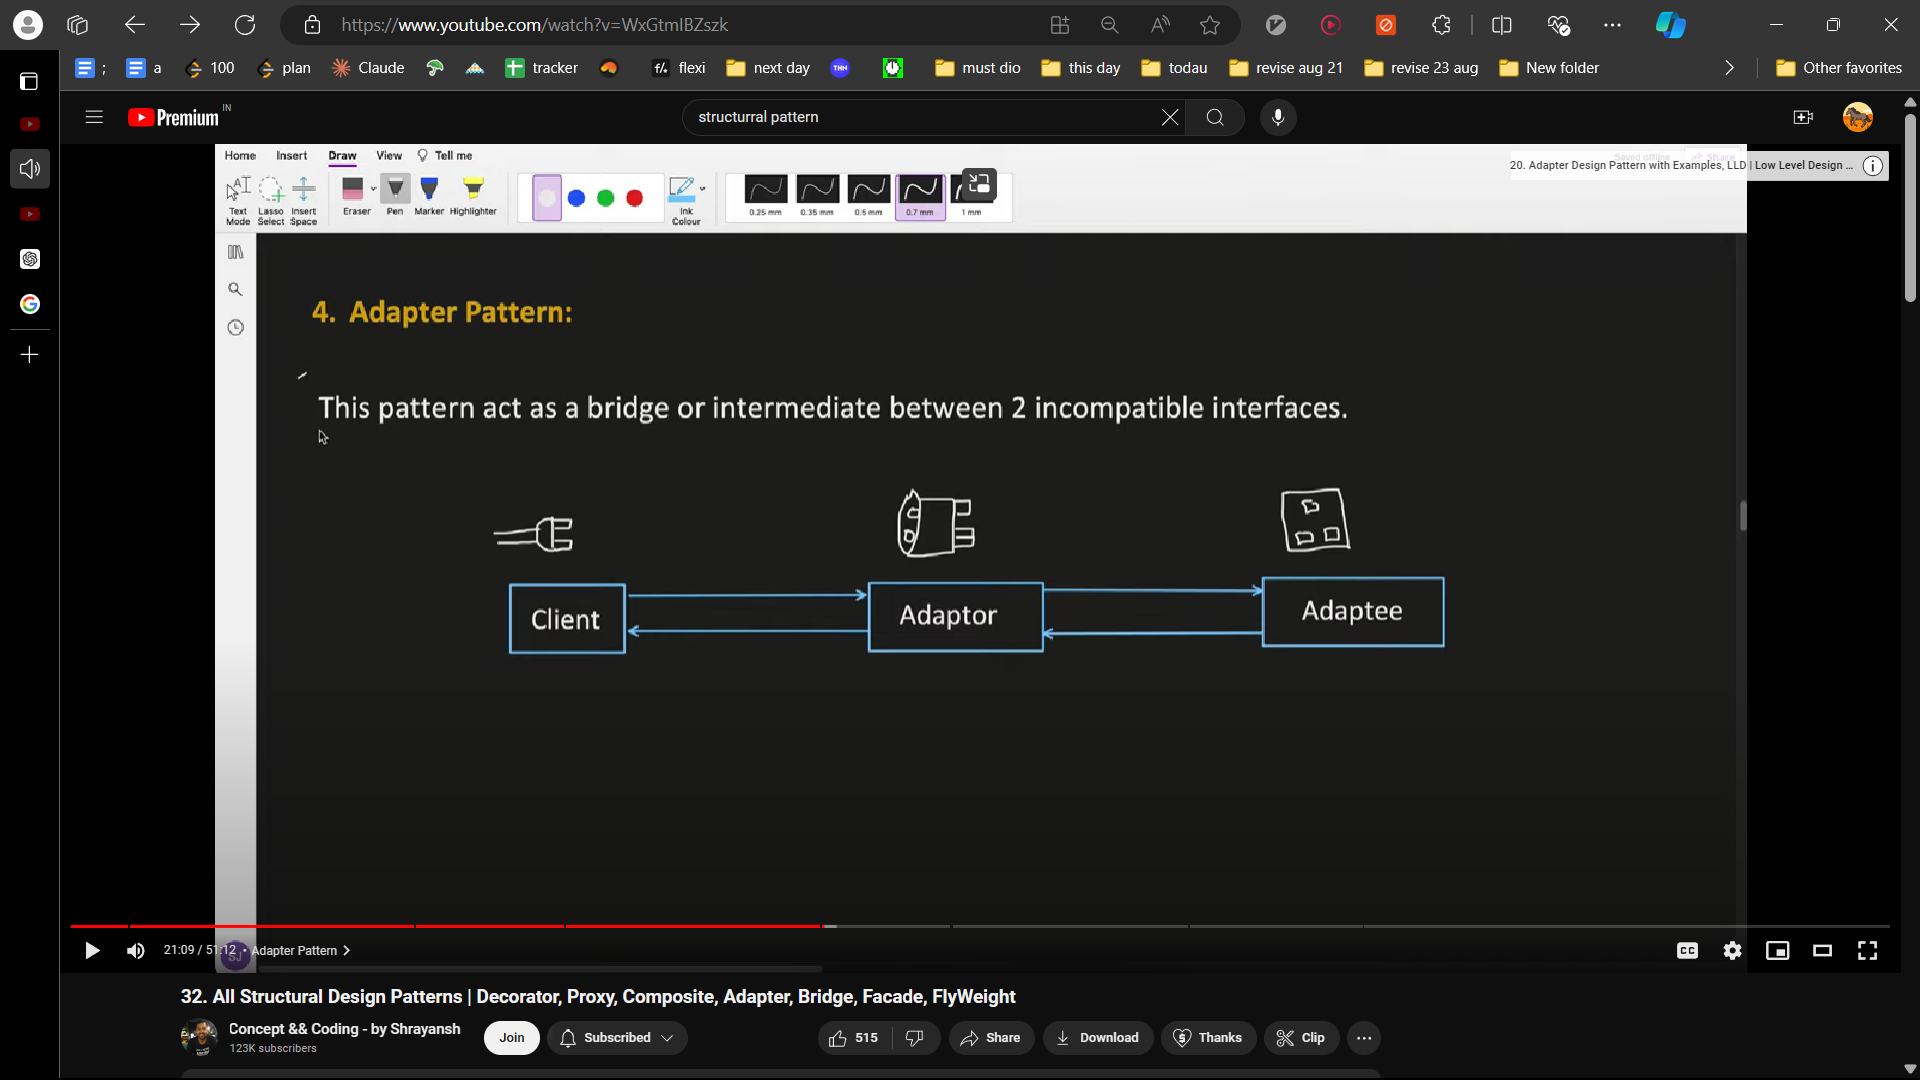 https://www.youtube.com/watch?v=WxGtmIBZszk
; a 100 plan Claude tracker flexi next day THN must dio this day todau revise aug 21 revise 23 aug New folder Other favorites
Premium IN
structurral pattern
Home Insert Draw View Tell me
20. Adapter Design Pattern with Examples, LLD | Low Level Design ...
Text Mode Lasso Select Insert Space Eraser Pen Marker Highlighter Ink Colour 0.25 mm 0.35 mm 0.5 mm 0.7 mm 1 mm
4. Adapter Pattern:
This pattern act as a bridge or intermediate between 2 incompatible interfaces.
Client Adaptor Adaptee
21:09 / 51:12 • Adapter Pattern
SJ
CC
32. All Structural Design Patterns | Decorator, Proxy, Composite, Adapter, Bridge, Facade, FlyWeight
Concept && Coding - by Shrayansh
123K subscribers
Join Subscribed 515 Share Download Thanks Clip